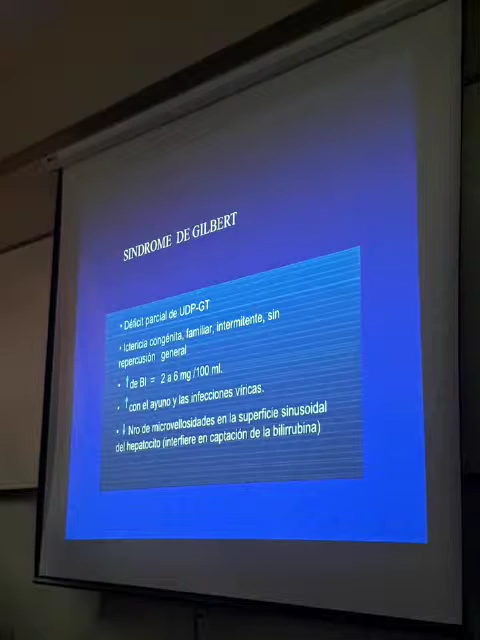 SINDROME DE GILBERT
• Déficit parcial de UDP-GT
• Ictericia congénita, familiar, intermitente, sin
repercusión general
• ↑ de BI = 2 a 6 mg /100 ml.
• ↑ con el ayuno y las infecciones víricas.
• ↓ Nro de microvellosidades en la superficie sinusoidal
del hepatocito (interfiere en captación de la bilirrubina)